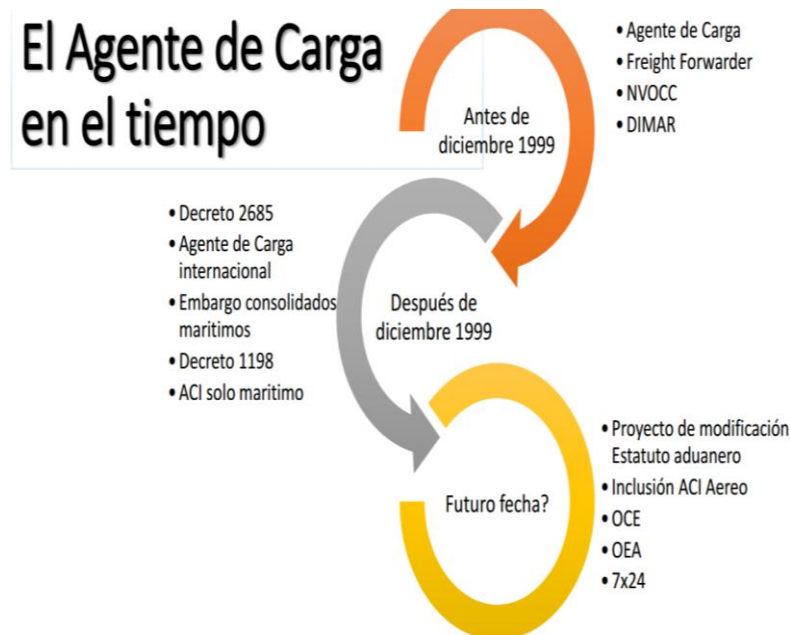 El Agente de Carga
en el tiempo
Antes de
diciembre 1999
• Agente de Carga
• Freight Forwarder
• NVOCC
• DIMAR
• Decreto 2685
• Agente de Carga
internacional
• Embargo consolidados
maritimos
• Decreto 1198
• ACI solo maritimo
Después de
diciembre 1999
Futuro fecha?
• Proyecto de modificación
Estatuto aduanero
• Inclusión ACI Aereo
• OCE
• OEA
• 7x24